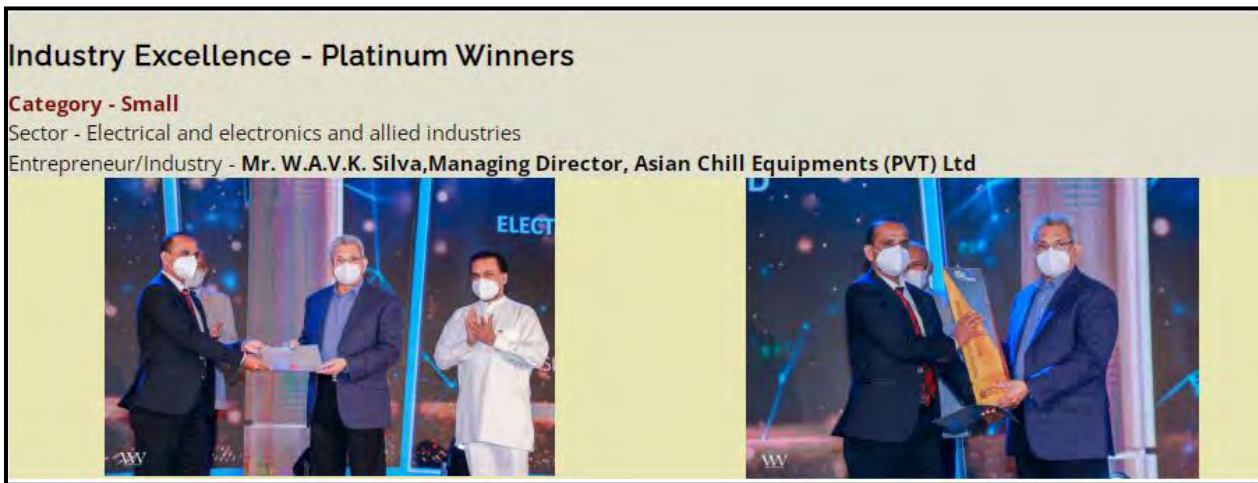 Industry Excellence - Platinum Winners
Category - Small
Sector - Electrical and electronics and allied industries
Entrepreneur/Industry - Mr. W.A.V.K. Silva,Managing Director, Asian Chill Equipments (PVT) Ltd
ELECT
D